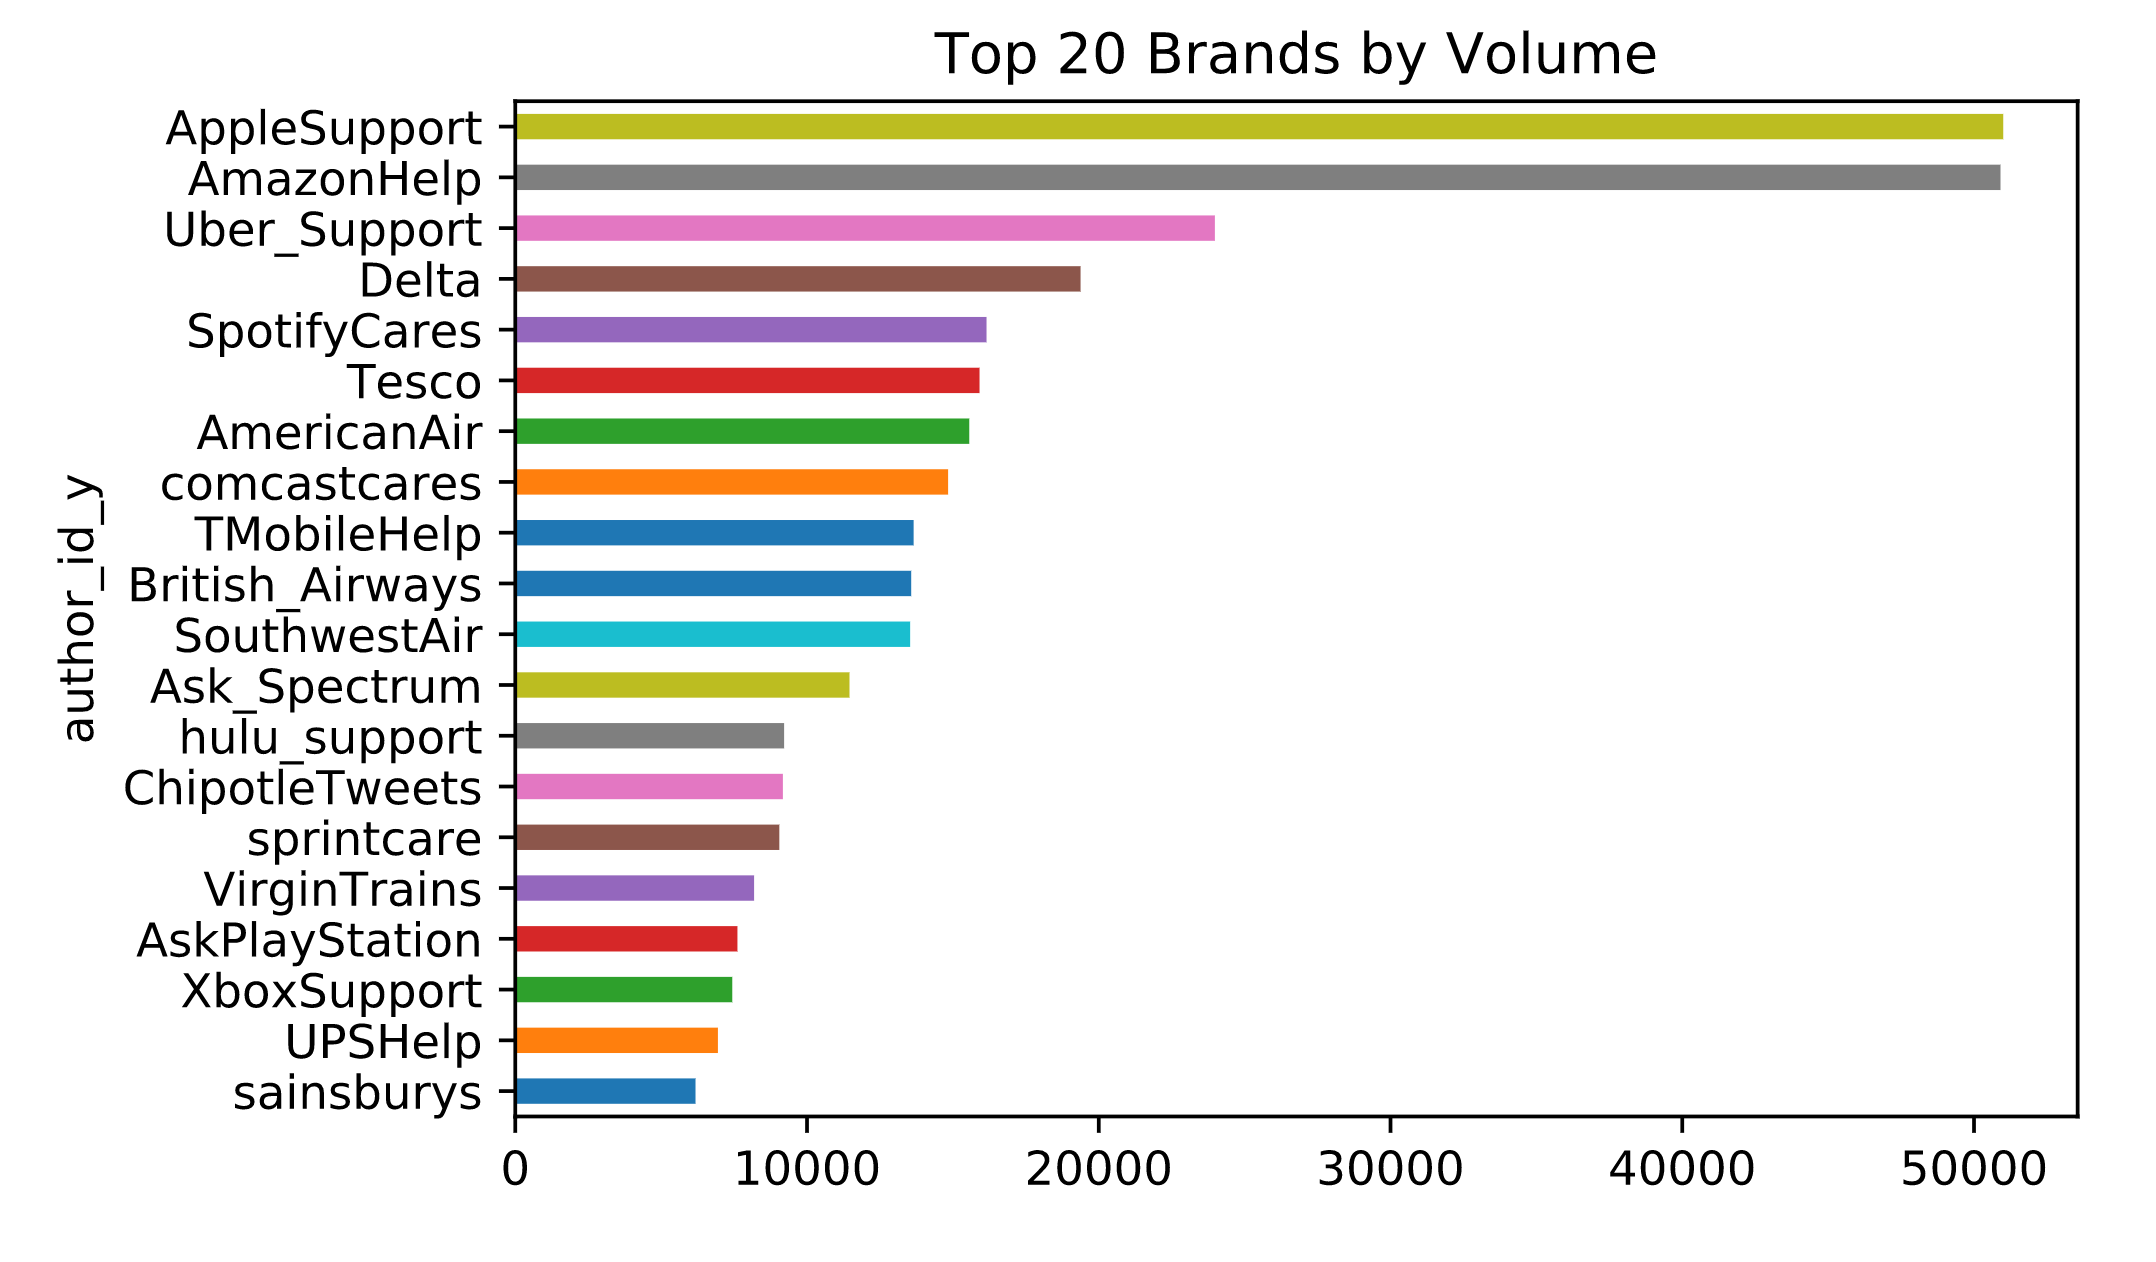 Top 20 Brands by Volume
author_id_y
AppleSupport
AmazonHelp
Uber_Support
Delta
SpotifyCares
Tesco
AmericanAir
comcastcares
TMobileHelp
British_Airways
SouthwestAir
Ask_Spectrum
hulu_support
ChipotleTweets
sprintcare
VirginTrains
AskPlayStation
XboxSupport
UPSHelp
sainsburys
0 10000 20000 30000 40000 50000